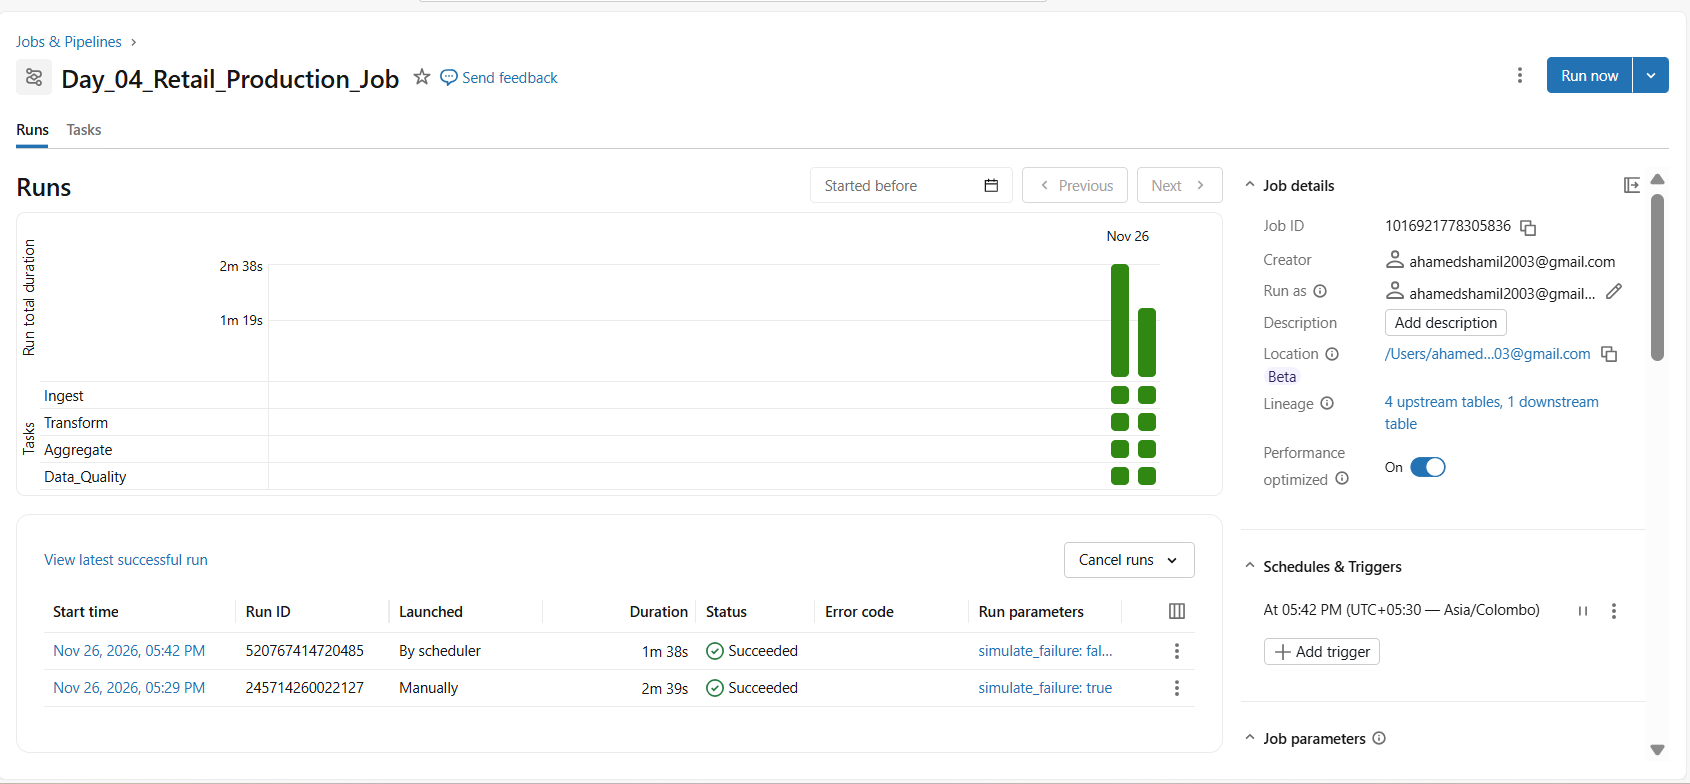 Jobs & Pipelines
Day_04_Retail_Production_Job
Send feedback
Run now
Runs
Tasks
Runs
Started before
Previous
Next
Run total duration
Nov 26
2m 38s
1m 19s
Tasks
Ingest
Transform
Aggregate
Data_Quality
View latest successful run
Cancel runs
Start time Run ID Launched Duration Status Error code Run parameters
Nov 26, 2026, 05:42 PM 520767414720485 By scheduler 1m 38s Succeeded simulate_failure: fal...
Nov 26, 2026, 05:29 PM 245714260022127 Manually 2m 39s Succeeded simulate_failure: true
Job details
Job ID 1016921778305836
Creator ahamedshamil2003@gmail.com
Run as ahamedshamil2003@gmail...
Description Add description
Location /Users/ahamed...03@gmail.com
Beta
Lineage 4 upstream tables, 1 downstream
table
Performance
optimized On
Schedules & Triggers
At 05:42 PM (UTC+05:30 — Asia/Colombo)
Add trigger
Job parameters